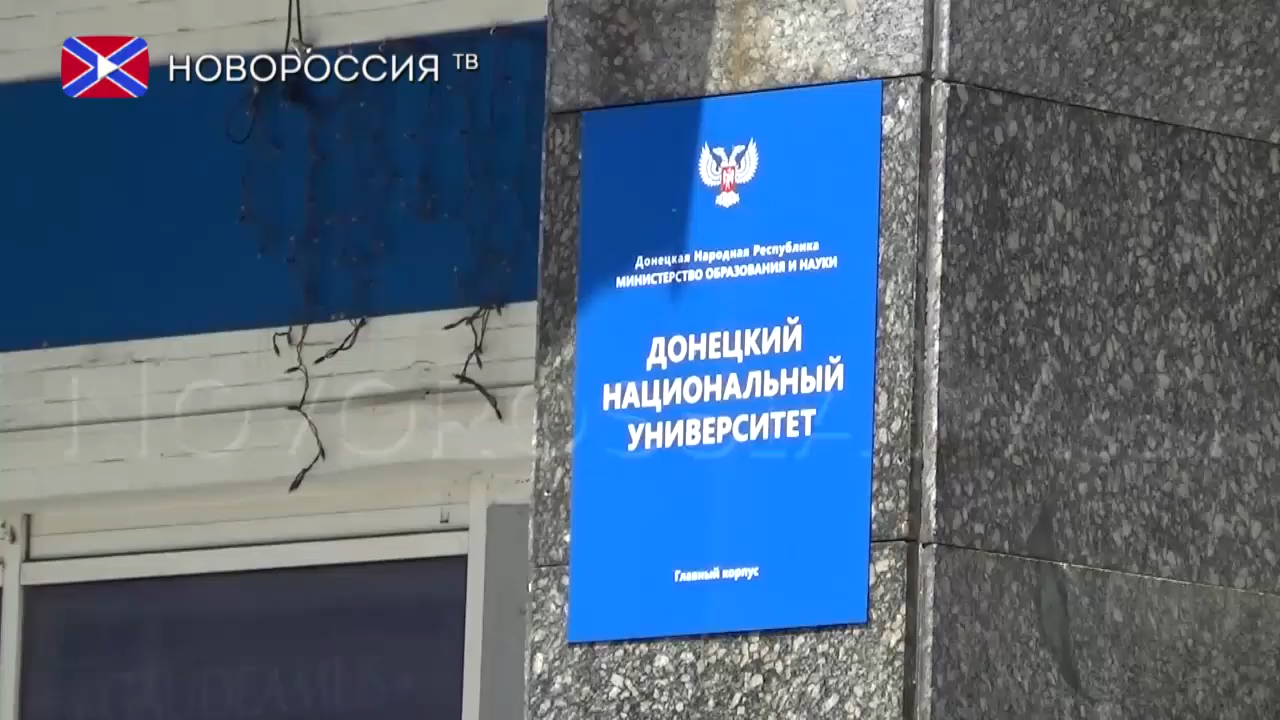 НОВОРОССИЯ ТВ
Донецкая Народная Республика
МИНИСТЕРСТВО ОБРАЗОВАНИЯ И НАУКИ
ДОНЕЦКИЙ
НАЦИОНАЛЬНЫЙ
УНИВЕРСИТЕТ
Главный корпус